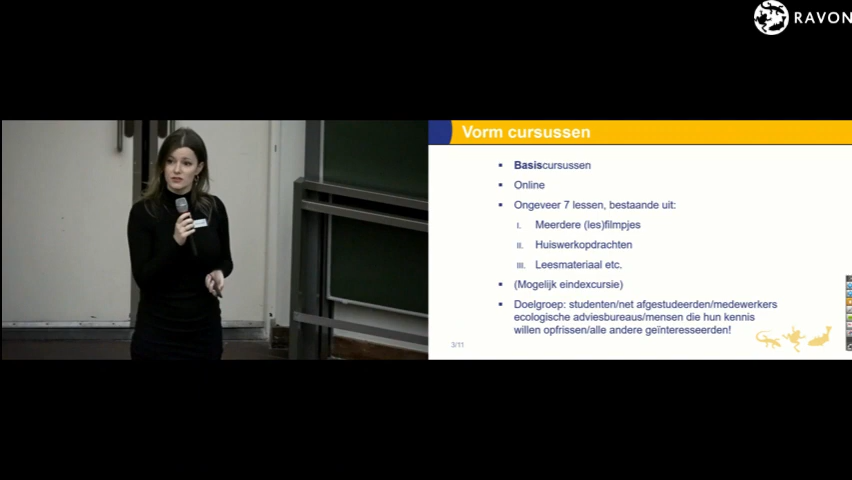 RAVON
Vorm cursussen
Basiscursussen
Online
Ongeveer 7 lessen, bestaande uit:
I. Meerdere (les)filmpjes
II. Huiswerkopdrachten
III. Leesmateriaal etc.
(Mogelijk eindexcursie)
Doelgroep: studenten/net afgestudeerden/medewerkers
ecologische adviesbureaus/mensen die hun kennis
willen opfrissen/alle andere geïnteresseerden!
3/11